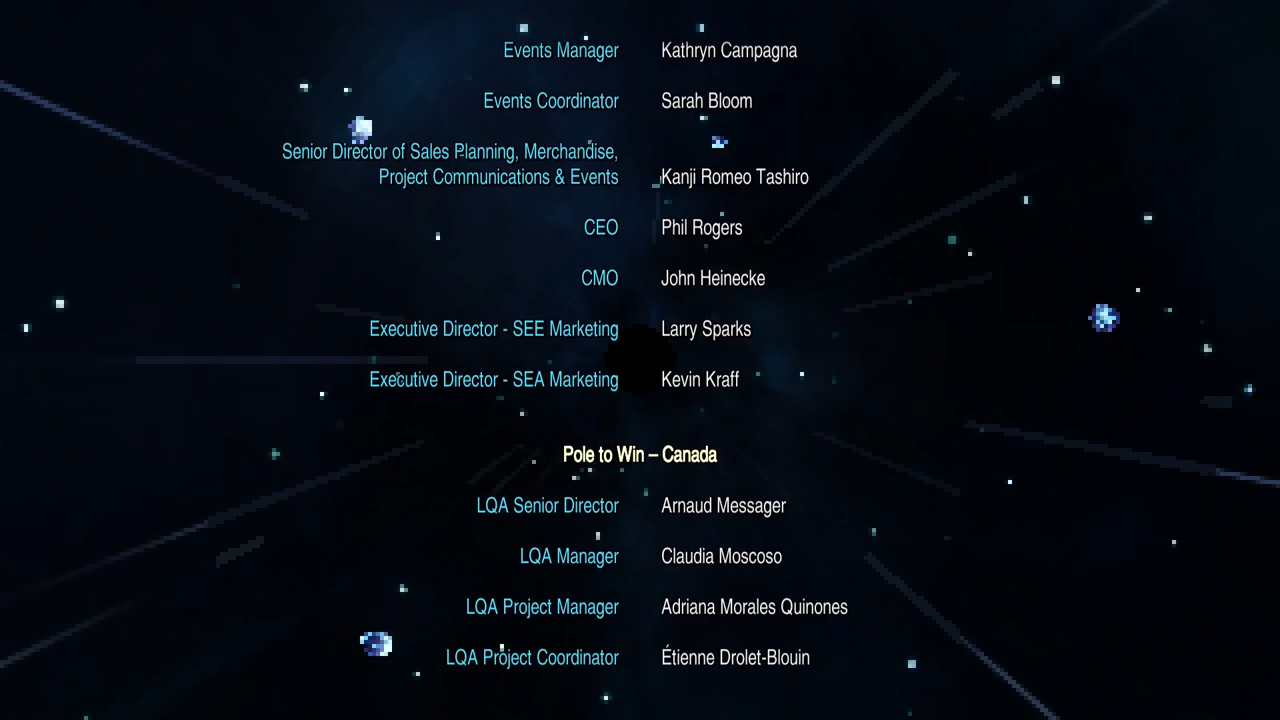 Events Manager Kathryn Campagna
Events Coordinator Sarah Bloom
Senior Director of Sales Planning, Merchandise,
Project Communications & Events Kanji Romeo Tashiro
CEO Phil Rogers
CMO John Heinecke
Executive Director - SEE Marketing Larry Sparks
Executive Director - SEA Marketing Kevin Kraff
Pole to Win – Canada
LQA Senior Director Arnaud Messager
LQA Manager Claudia Moscoso
LQA Project Manager Adriana Morales Quinones
LQA Project Coordinator Étienne Drolet-Blouin